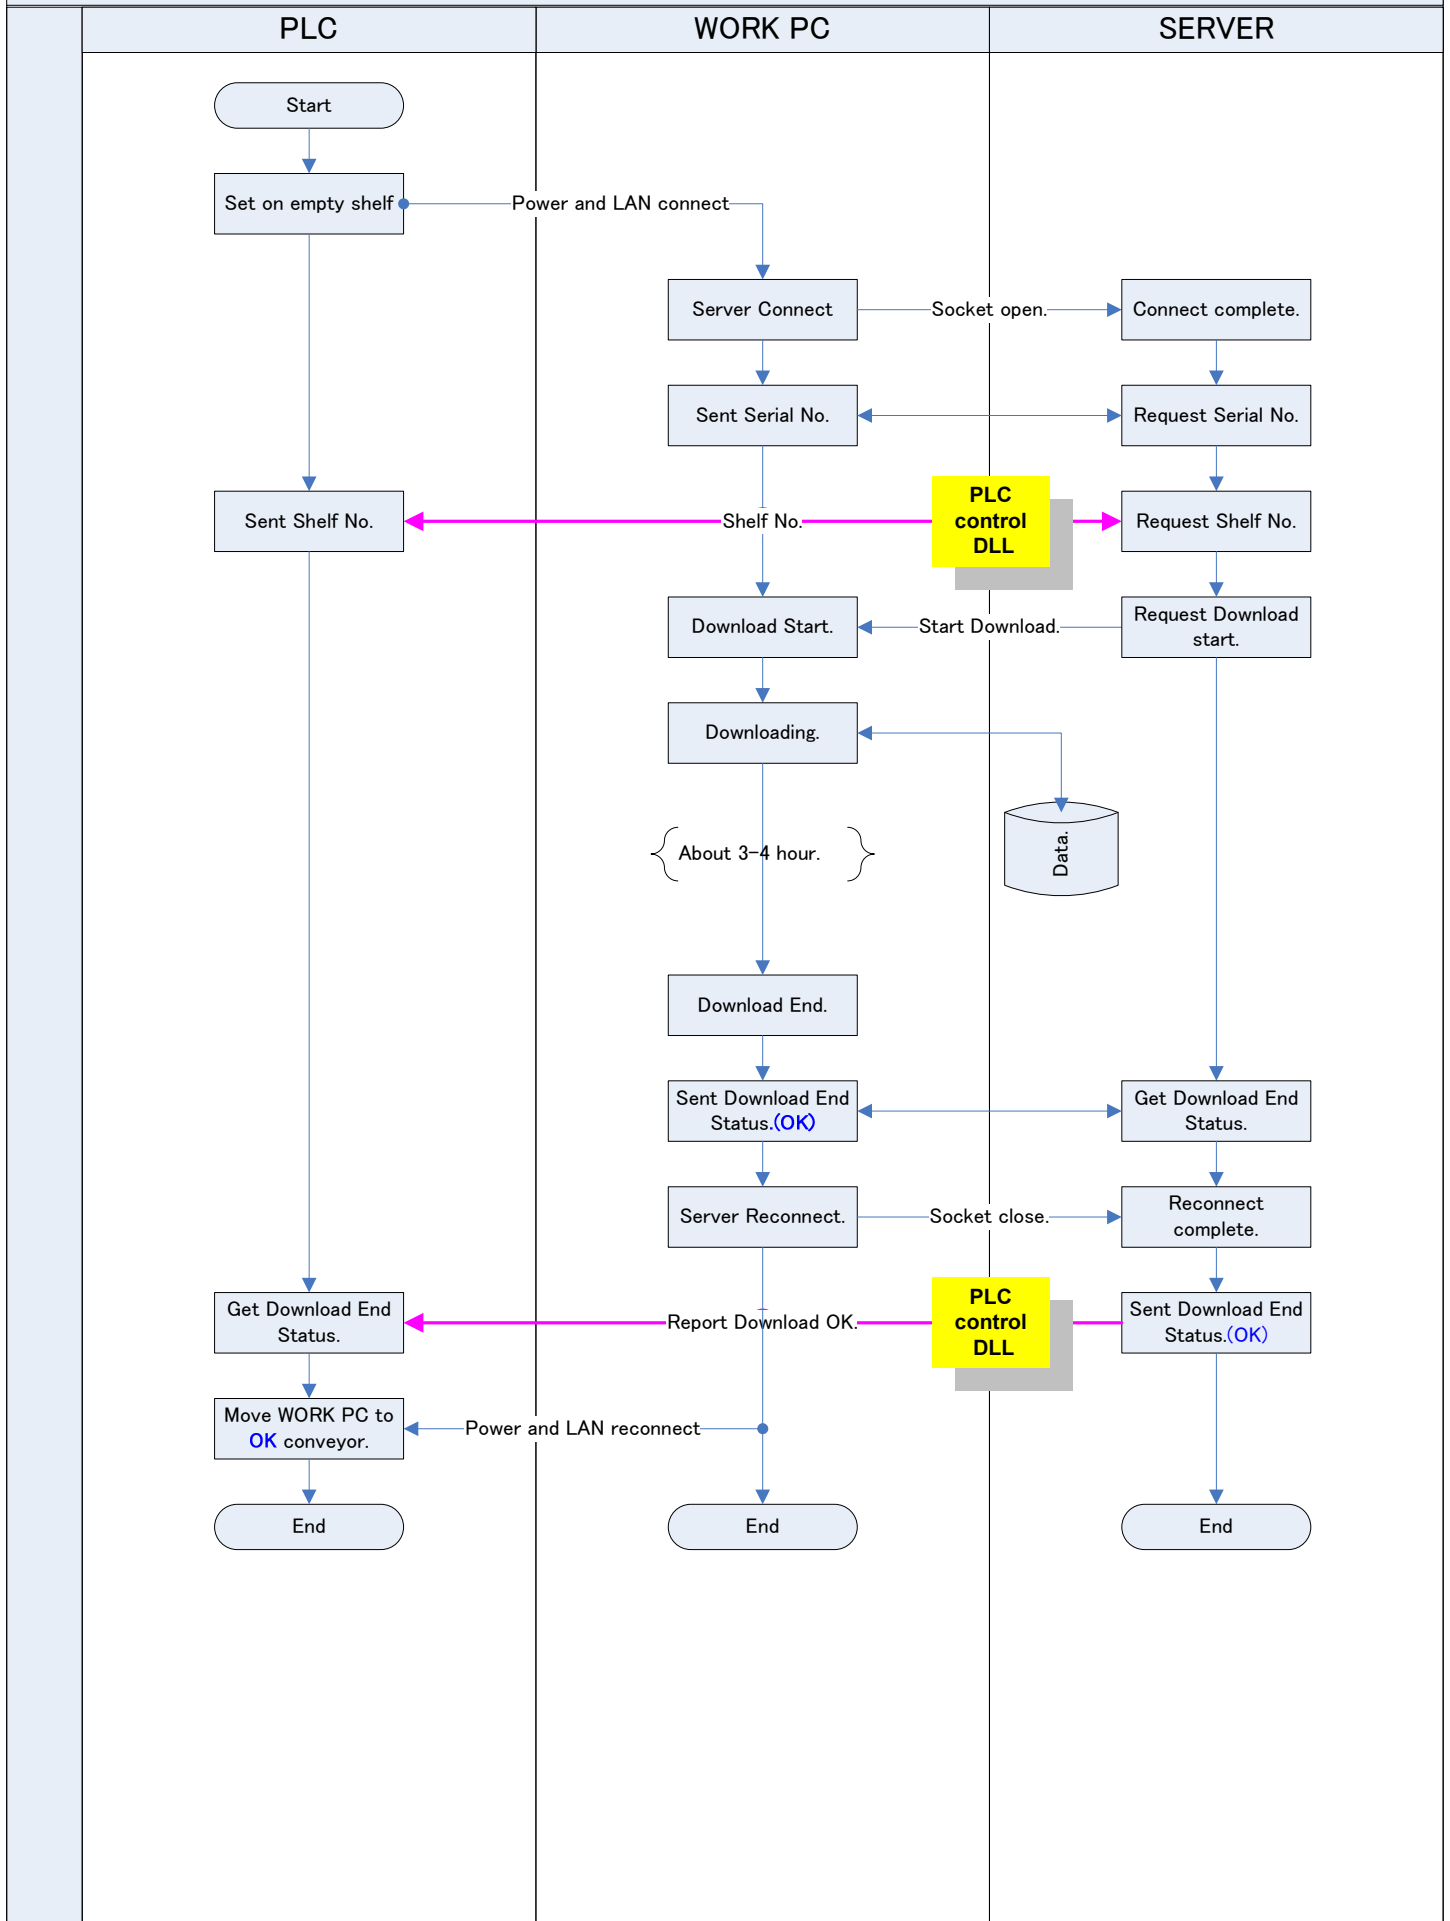 PLC
WORK PC
SERVER
Start
Set on empty shelf
Power and LAN connect
Server Connect
Socket open.
Connect complete.
Sent Serial No.
Request Serial No.
Sent Shelf No.
Shelf No.
PLC
control
DLL
Request Shelf No.
Download Start.
Start Download.
Request Download
start.
Downloading.
About 3-4 hour.
Data.
Download End.
Sent Download End
Status.(OK)
Get Download End
Status.
Server Reconnect.
Socket close.
Reconnect
complete.
Get Download End
Status.
Report Download OK.
PLC
control
DLL
Sent Download End
Status.(OK)
Move WORK PC to
OK conveyor.
Power and LAN reconnect
End
End
End